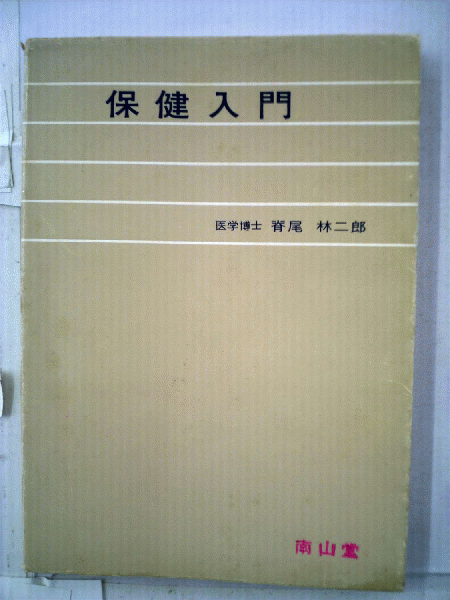 保健入門
医学博士 脊尾 林二郎
南山堂